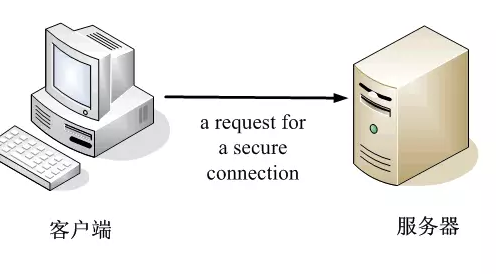 a request for
a secure
connection
客户端
服务器